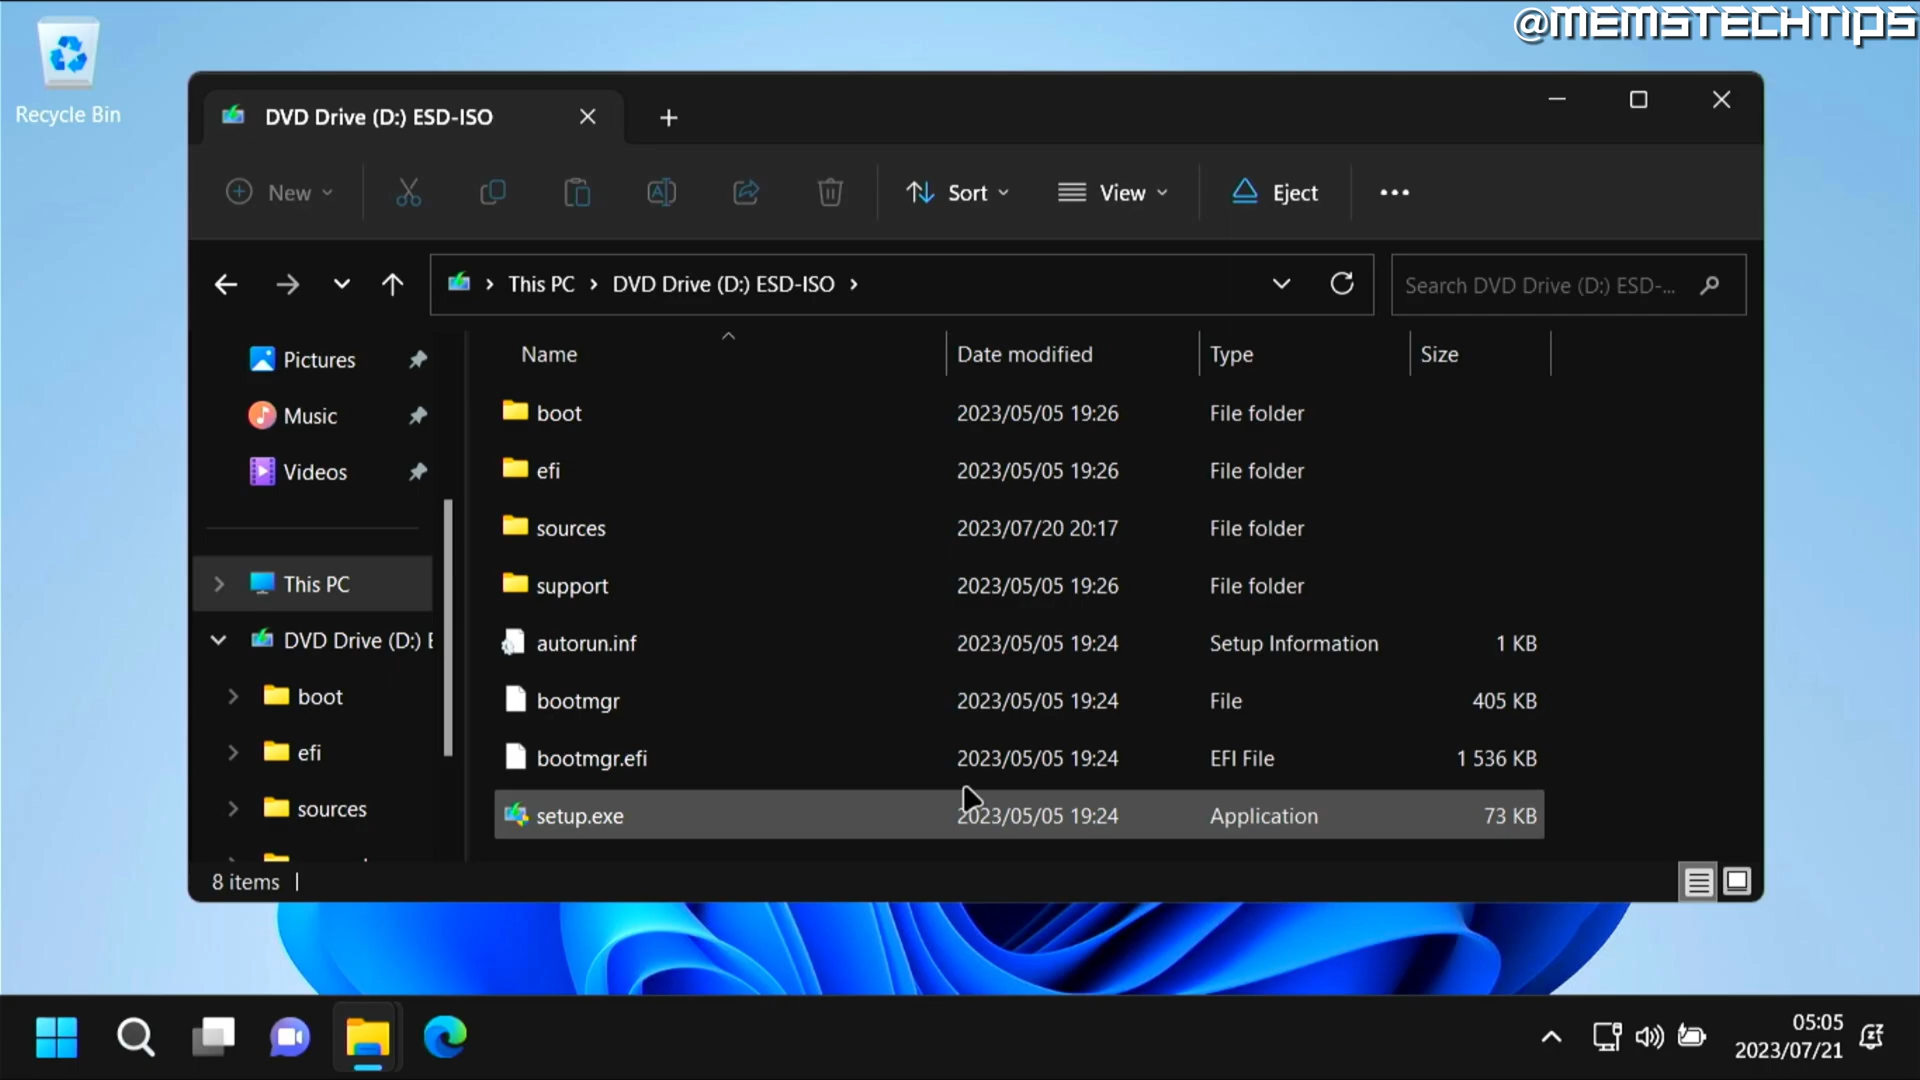 @MEMSTECHTIPS
Recycle Bin
DVD Drive (D:) ESD-ISO
New
Sort
View
Eject
This PC
DVD Drive (D:) ESD-ISO
Search DVD Drive (D:) ESD-...
Pictures
Music
Videos
This PC
DVD Drive (D:) E
boot
efi
sources
Name Date modified Type Size
boot 2023/05/05 19:26 File folder
efi 2023/05/05 19:26 File folder
sources 2023/07/20 20:17 File folder
support 2023/05/05 19:26 File folder
autorun.inf 2023/05/05 19:24 Setup Information 1 KB
bootmgr 2023/05/05 19:24 File 405 KB
bootmgr.efi 2023/05/05 19:24 EFI File 1 536 KB
setup.exe 2023/05/05 19:24 Application 73 KB
8 items
05:05
2023/07/21